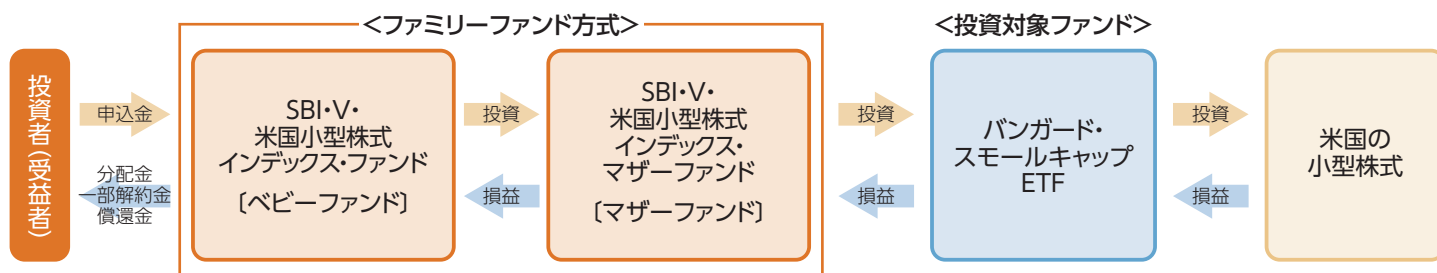 <ファミリーファンド方式>
<投資対象ファンド>
投資者(受益者)
申込金
分配金
一部解約金
償還金
SBI・V・
米国小型株式
インデックス・ファンド
〔ベビーファンド〕
投資
損益
SBI・V・
米国小型株式
インデックス・
マザーファンド
〔マザーファンド〕
投資
損益
バンガード・
スモールキャップ
ETF
投資
損益
米国の
小型株式